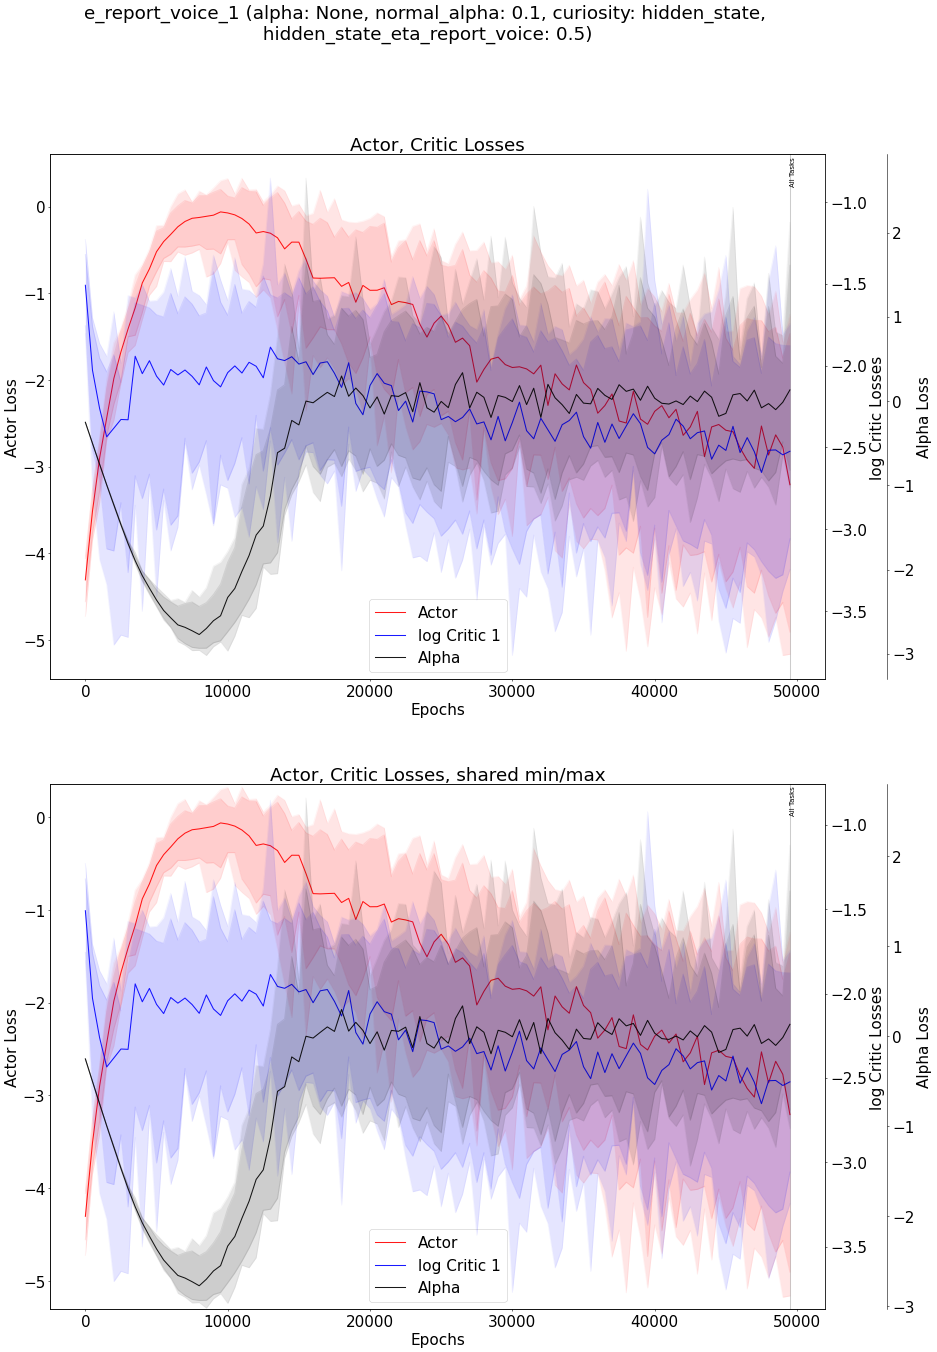 e_report_voice_1 (alpha: None, normal_alpha: 0.1, curiosity: hidden_state,
hidden_state_eta_report_voice: 0.5)
Actor, Critic Losses
All Tasks
0
−1
−2
−3
−4
−5
Actor Loss
−1.0
−1.5
−2.0
−2.5
−3.0
−3.5
log Critic Losses
2
1
0
−1
−2
−3
Alpha Loss
Actor
log Critic 1
Alpha
0 10000 20000 30000 40000 50000
Epochs
Actor, Critic Losses, shared min/max
All Tasks
0
−1
−2
−3
−4
−5
Actor Loss
−1.0
−1.5
−2.0
−2.5
−3.0
−3.5
log Critic Losses
2
1
0
−1
−2
−3
Alpha Loss
Actor
log Critic 1
Alpha
0 10000 20000 30000 40000 50000
Epochs